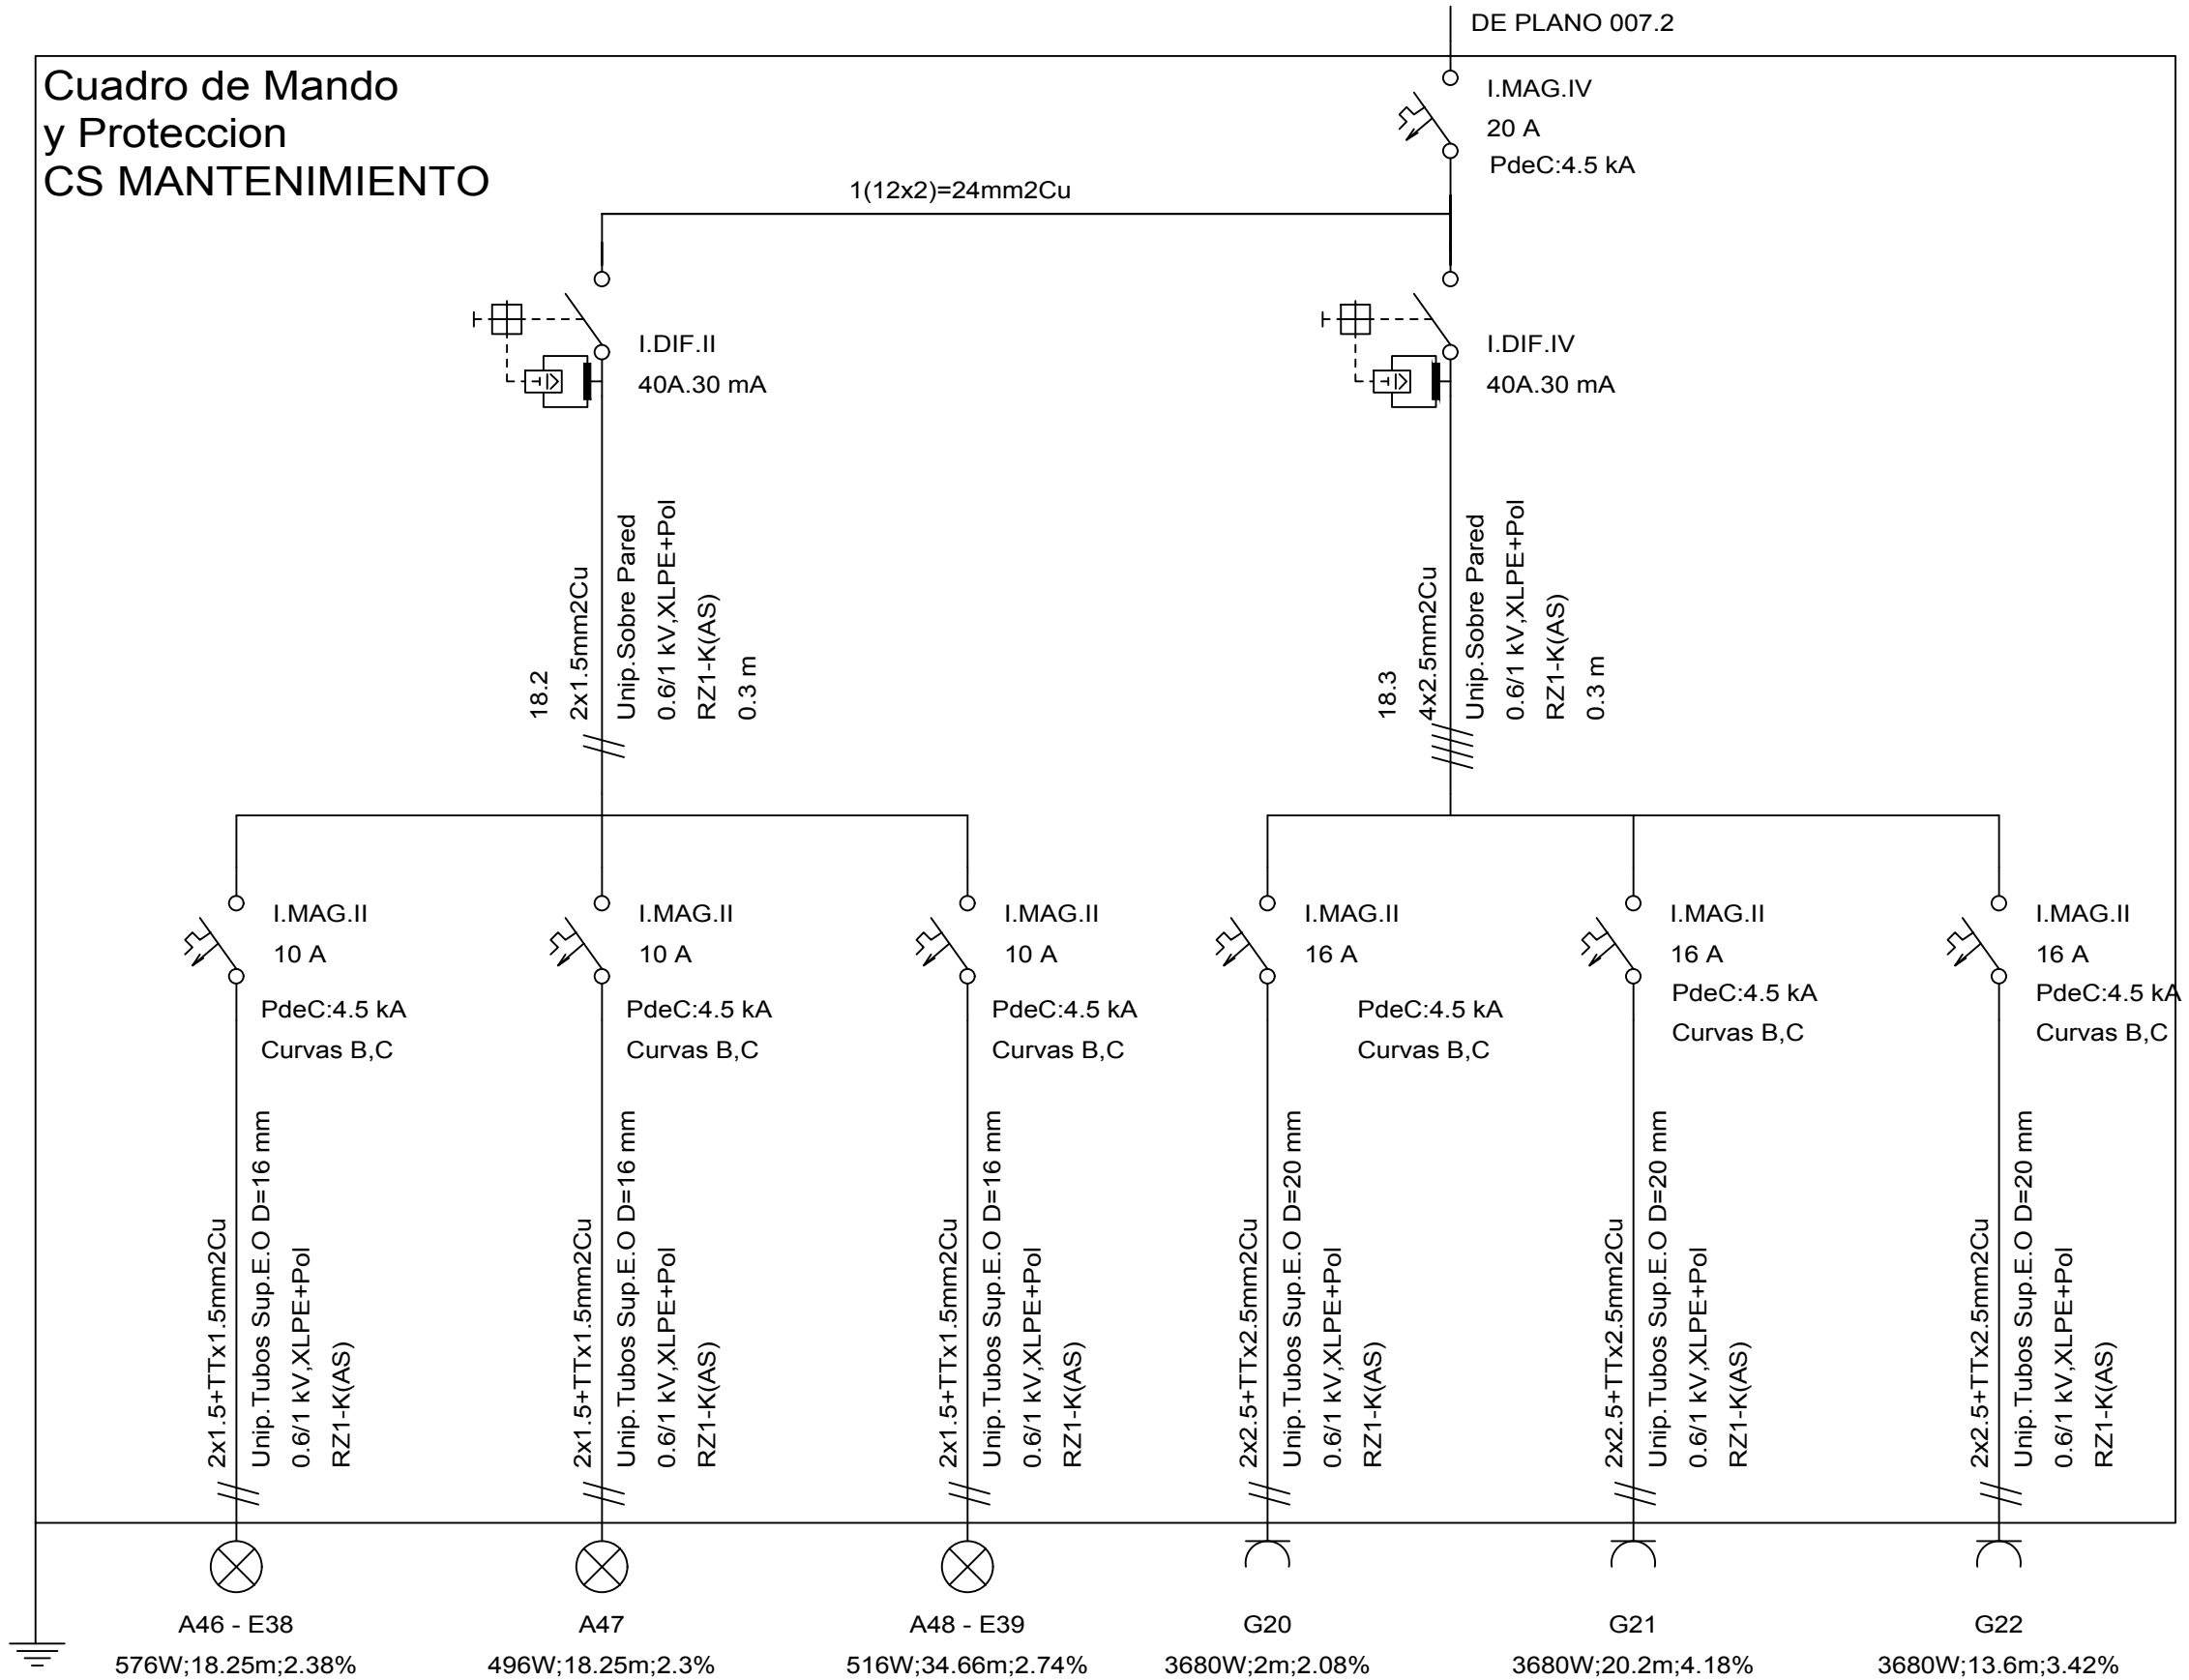 DE PLANO 007.2
Cuadro de Mando
y Proteccion
CS MANTENIMIENTO
I.MAG.IV
20 A
PdeC:4.5 kA
1(12x2)=24mm2Cu
I.DIF.II
40A.30 mA
I.DIF.IV
40A.30 mA
18.2
2x1.5mm2Cu
Unip.Sobre Pared
0.6/1 kV,XLPE+Pol
RZ1-K(AS)
0.3 m
18.3
4x2.5mm2Cu
Unip.Sobre Pared
0.6/1 kV,XLPE+Pol
RZ1-K(AS)
0.3 m
I.MAG.II
10 A
PdeC:4.5 kA
Curvas B,C
I.MAG.II
10 A
PdeC:4.5 kA
Curvas B,C
I.MAG.II
10 A
PdeC:4.5 kA
Curvas B,C
I.MAG.II
16 A
PdeC:4.5 kA
Curvas B,C
I.MAG.II
16 A
PdeC:4.5 kA
Curvas B,C
I.MAG.II
16 A
PdeC:4.5 kA
Curvas B,C
2x1.5+TTx1.5mm2Cu
Unip.Tubos Sup.E.O D=16 mm
0.6/1 kV,XLPE+Pol
RZ1-K(AS)
2x1.5+TTx1.5mm2Cu
Unip.Tubos Sup.E.O D=16 mm
0.6/1 kV,XLPE+Pol
RZ1-K(AS)
2x1.5+TTx1.5mm2Cu
Unip.Tubos Sup.E.O D=16 mm
0.6/1 kV,XLPE+Pol
RZ1-K(AS)
2x2.5+TTx2.5mm2Cu
Unip.Tubos Sup.E.O D=20 mm
0.6/1 kV,XLPE+Pol
RZ1-K(AS)
2x2.5+TTx2.5mm2Cu
Unip.Tubos Sup.E.O D=20 mm
0.6/1 kV,XLPE+Pol
RZ1-K(AS)
2x2.5+TTx2.5mm2Cu
Unip.Tubos Sup.E.O D=20 mm
0.6/1 kV,XLPE+Pol
RZ1-K(AS)
A46 - E38
576W;18.25m;2.38%
A47
496W;18.25m;2.3%
A48 - E39
516W;34.66m;2.74%
G20
3680W;2m;2.08%
G21
3680W;20.2m;4.18%
G22
3680W;13.6m;3.42%